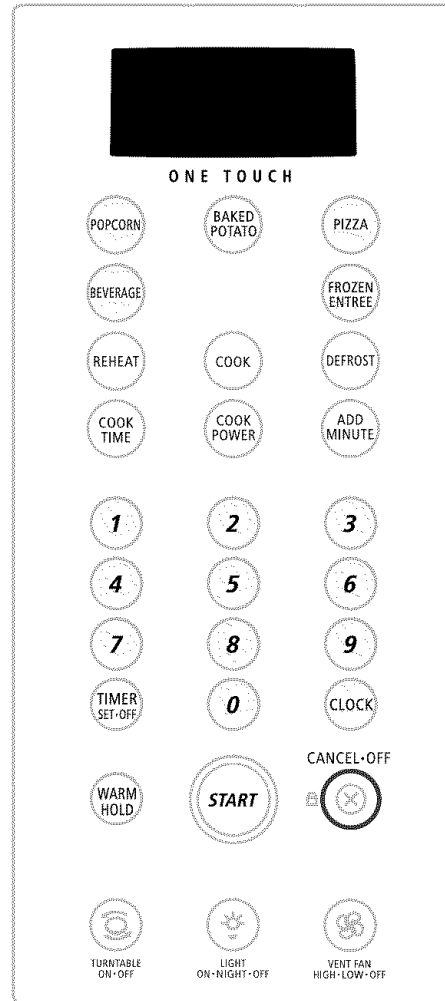 ONE TOUCH
POPCORN
BAKED
POTATO
PIZZA
BEVERAGE
FROZEN
ENTREE
REHEAT
COOK
DEFROST
COOK
TIME
COOK
POWER
ADD
MINUTE
1
2
3
4
5
6
7
8
9
TIMER
SET•OFF
0
CLOCK
CANCEL•OFF
WARM
HOLD
START
TURNTABLE
ON•OFF
LIGHT
ON•NIGHT•OFF
VENT FAN
HIGH•LOW•OFF